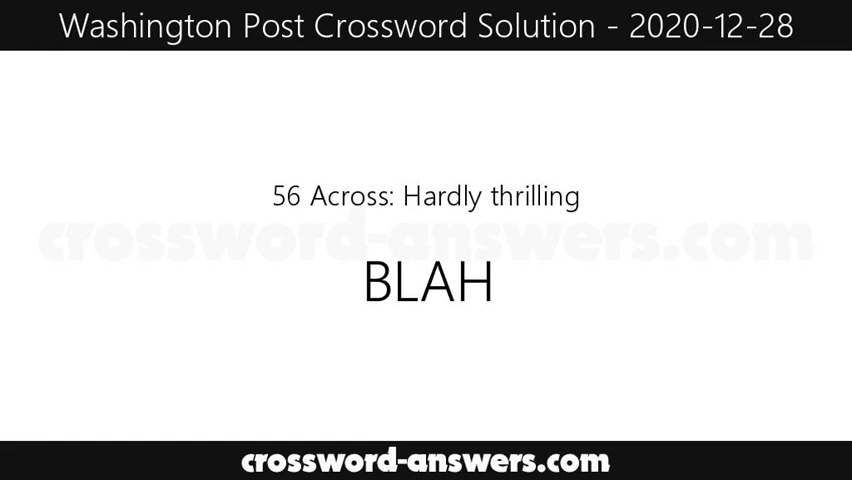 Washington Post Crossword Solution - 2020-12-28
56 Across: Hardly thrilling
crossword-answers.com
BLAH
crossword-answers.com